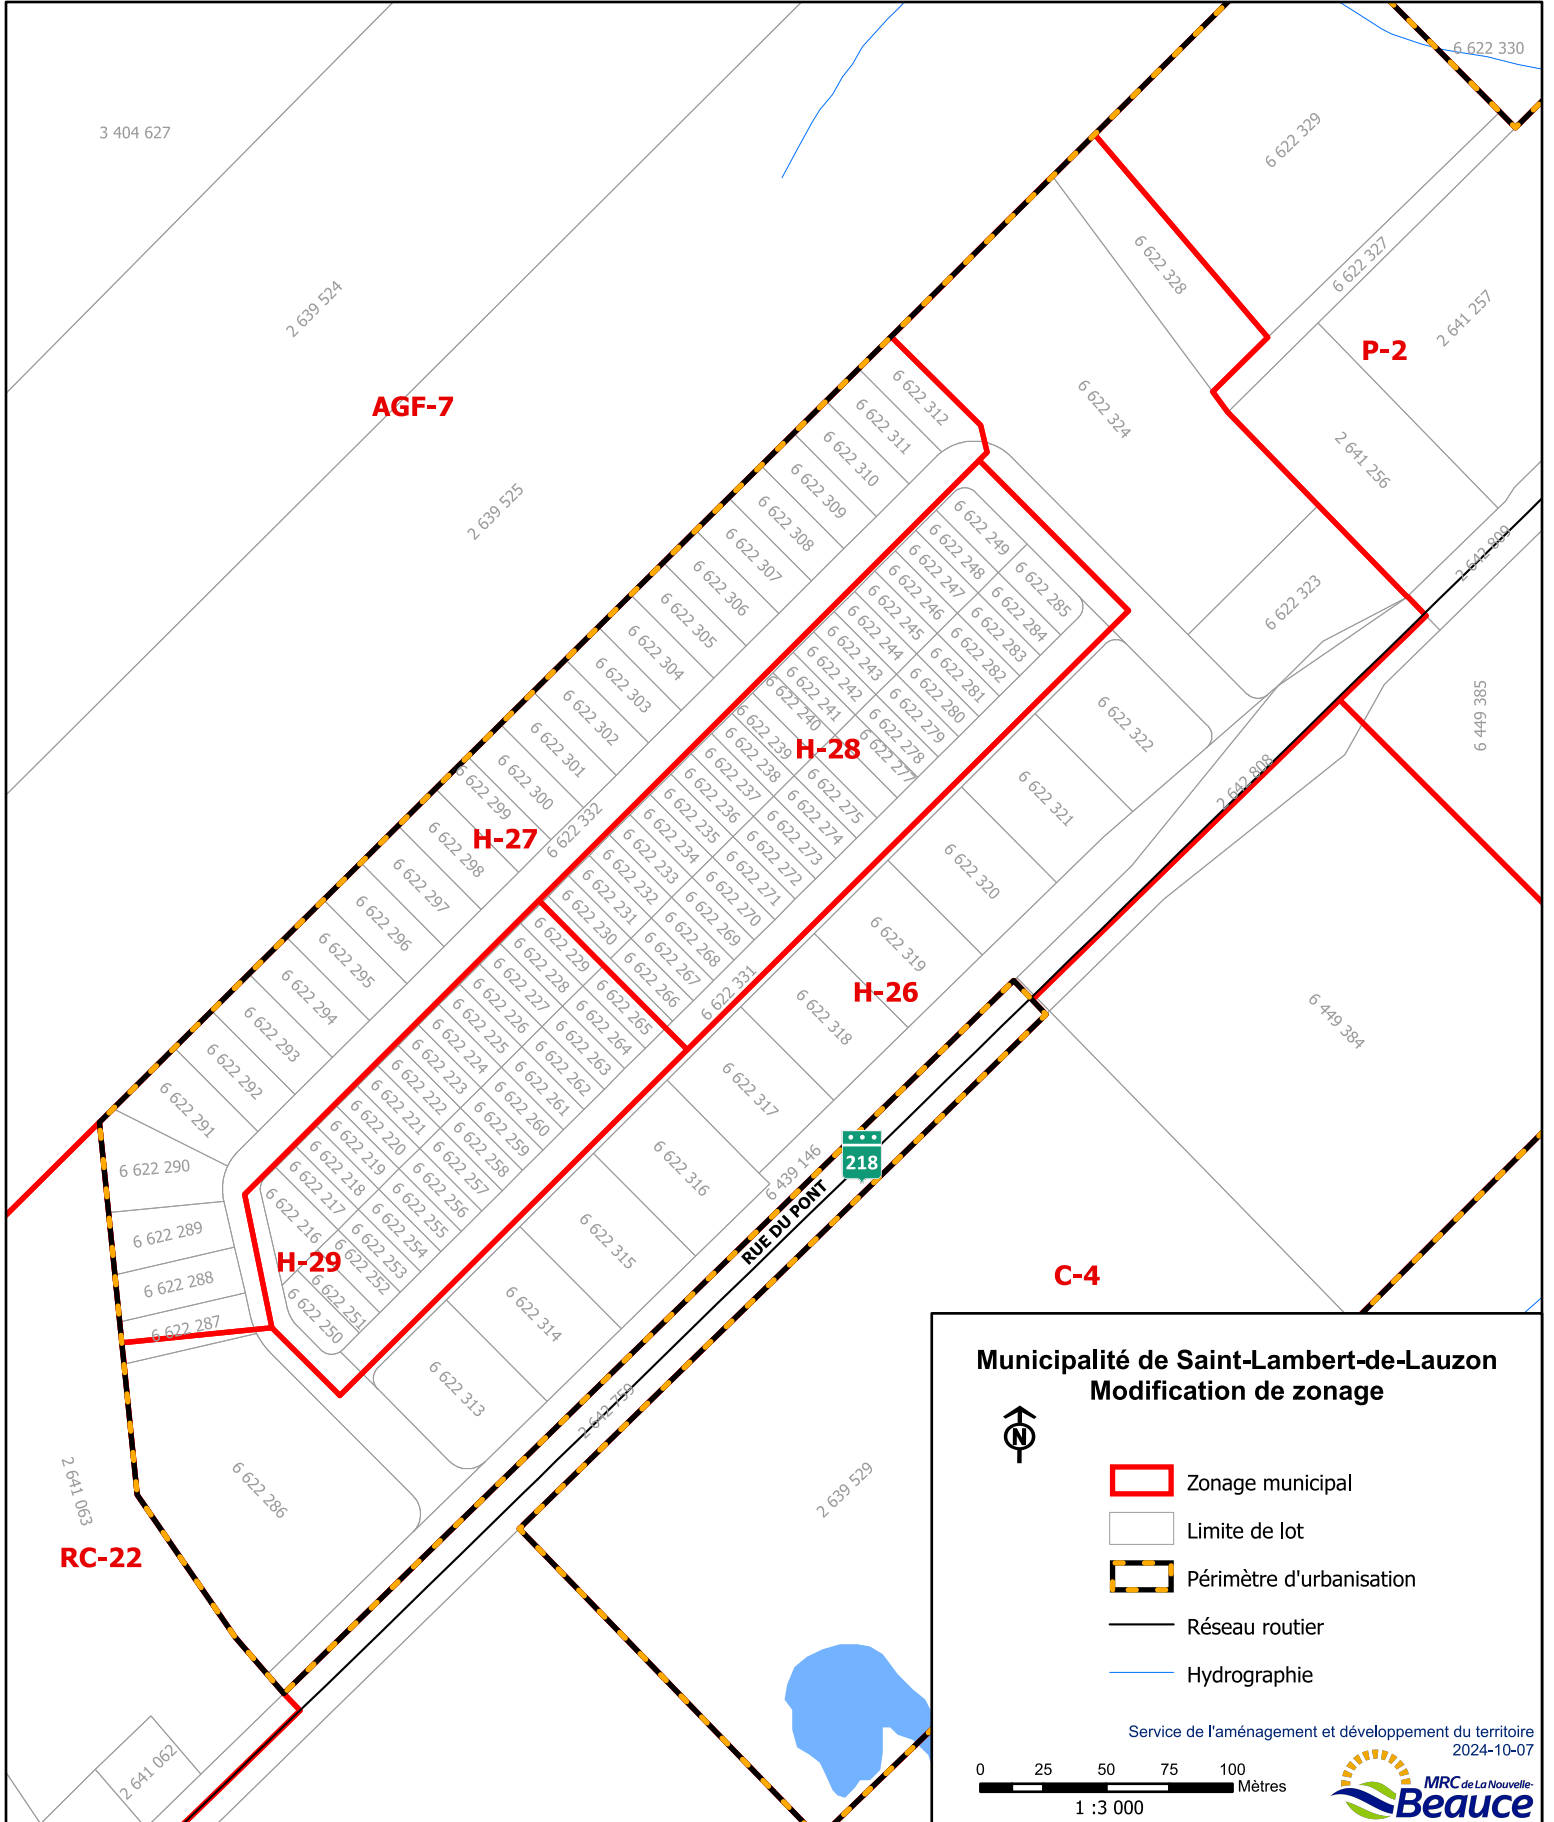 6 622 330
3 404 627
6 622 329
6 622 328
6 622 327
2 639 524
2 641 257
P-2
AGF-7
6 622 324
2 641 256
2 639 525
6 622 312
6 622 311
6 622 310
6 622 309
6 622 308
6 622 307
6 622 306
6 622 305
6 622 304
6 622 303
6 622 302
6 622 301
6 622 300
6 622 299
6 622 298
6 622 297
6 622 296
6 622 295
6 622 294
6 622 293
6 622 292
6 622 291
6 622 290
6 622 289
6 622 288
6 622 287
H-27
6 622 332
6 622 249
6 622 248
6 622 247
6 622 246
6 622 245
6 622 244
6 622 243
6 622 242
6 622 241
6 622 240
6 622 239
6 622 238
6 622 237
6 622 236
6 622 235
6 622 234
6 622 233
6 622 232
6 622 231
6 622 230
6 622 285
6 622 284
6 622 283
6 622 282
6 622 281
6 622 280
6 622 279
6 622 278
6 622 277
6 622 275
6 622 274
6 622 273
6 622 272
6 622 271
6 622 270
6 622 269
6 622 268
6 622 267
6 622 266
H-28
6 622 229
6 622 228
6 622 227
6 622 226
6 622 225
6 622 224
6 622 223
6 622 222
6 622 221
6 622 220
6 622 219
6 622 218
6 622 217
6 622 216
6 622 265
6 622 264
6 622 263
6 622 262
6 622 261
6 622 260
6 622 259
6 622 258
6 622 257
6 622 256
6 622 255
6 622 254
6 622 253
6 622 252
6 622 251
6 622 250
H-29
6 622 331
2 642 809
6 622 323
6 449 385
6 622 322
2 642 808
6 622 321
6 622 320
6 622 319
H-26
6 622 318
6 622 317
6 622 316
6 622 315
6 622 314
6 622 313
6 449 384
6 439 146
218
RUE DU PONT
C-4
2 642 759
2 639 529
6 622 286
2 641 063
RC-22
2 641 062
Municipalité de Saint-Lambert-de-Lauzon
Modification de zonage
N
Zonage municipal
Limite de lot
Périmètre d'urbanisation
Réseau routier
Hydrographie
Service de l'aménagement et développement du territoire
2024-10-07
0 25 50 75 100
Mètres
1 :3 000
MRC de La Nouvelle-
Beauce